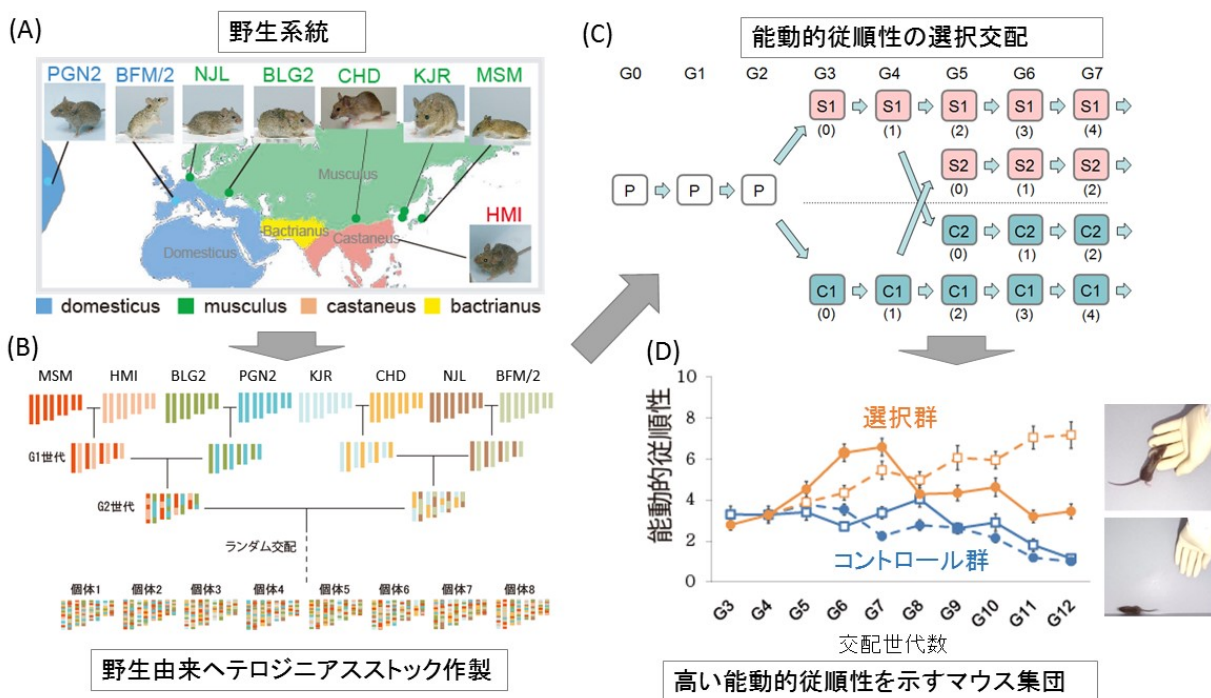 (A)
野生系統
PGN2 BFM/2 NJL BLG2 CHD KJR MSM
Musculus
HMI
Bactrianus
Castaneus
Domesticus
domesticus musculus castaneus bactrianus
(B)
MSM HMI BLG2 PGN2 KJR CHD NJL BFM/2
G1世代
G2世代
ランダム交配
個体1 個体2 個体3 個体4 個体5 個体6 個体7 個体8
野生由来ヘテロジニアスストック作製
(C)
能動的従順性の選択交配
G0 G1 G2 G3 G4 G5 G6 G7
S1 S1 S1 S1 S1
(0) (1) (2) (3) (4)
S2 S2 S2
(0) (1) (2)
P P P
C2 C2 C2
(0) (1) (2)
C1 C1 C1 C1 C1
(0) (1) (2) (3) (4)
(D)
能動的従順性
10
8
6
4
2
0
選択群
コントロール群
G3 G4 G5 G6 G7 G8 G9 G10 G11 G12
交配世代数
高い能動的従順性を示すマウス集団